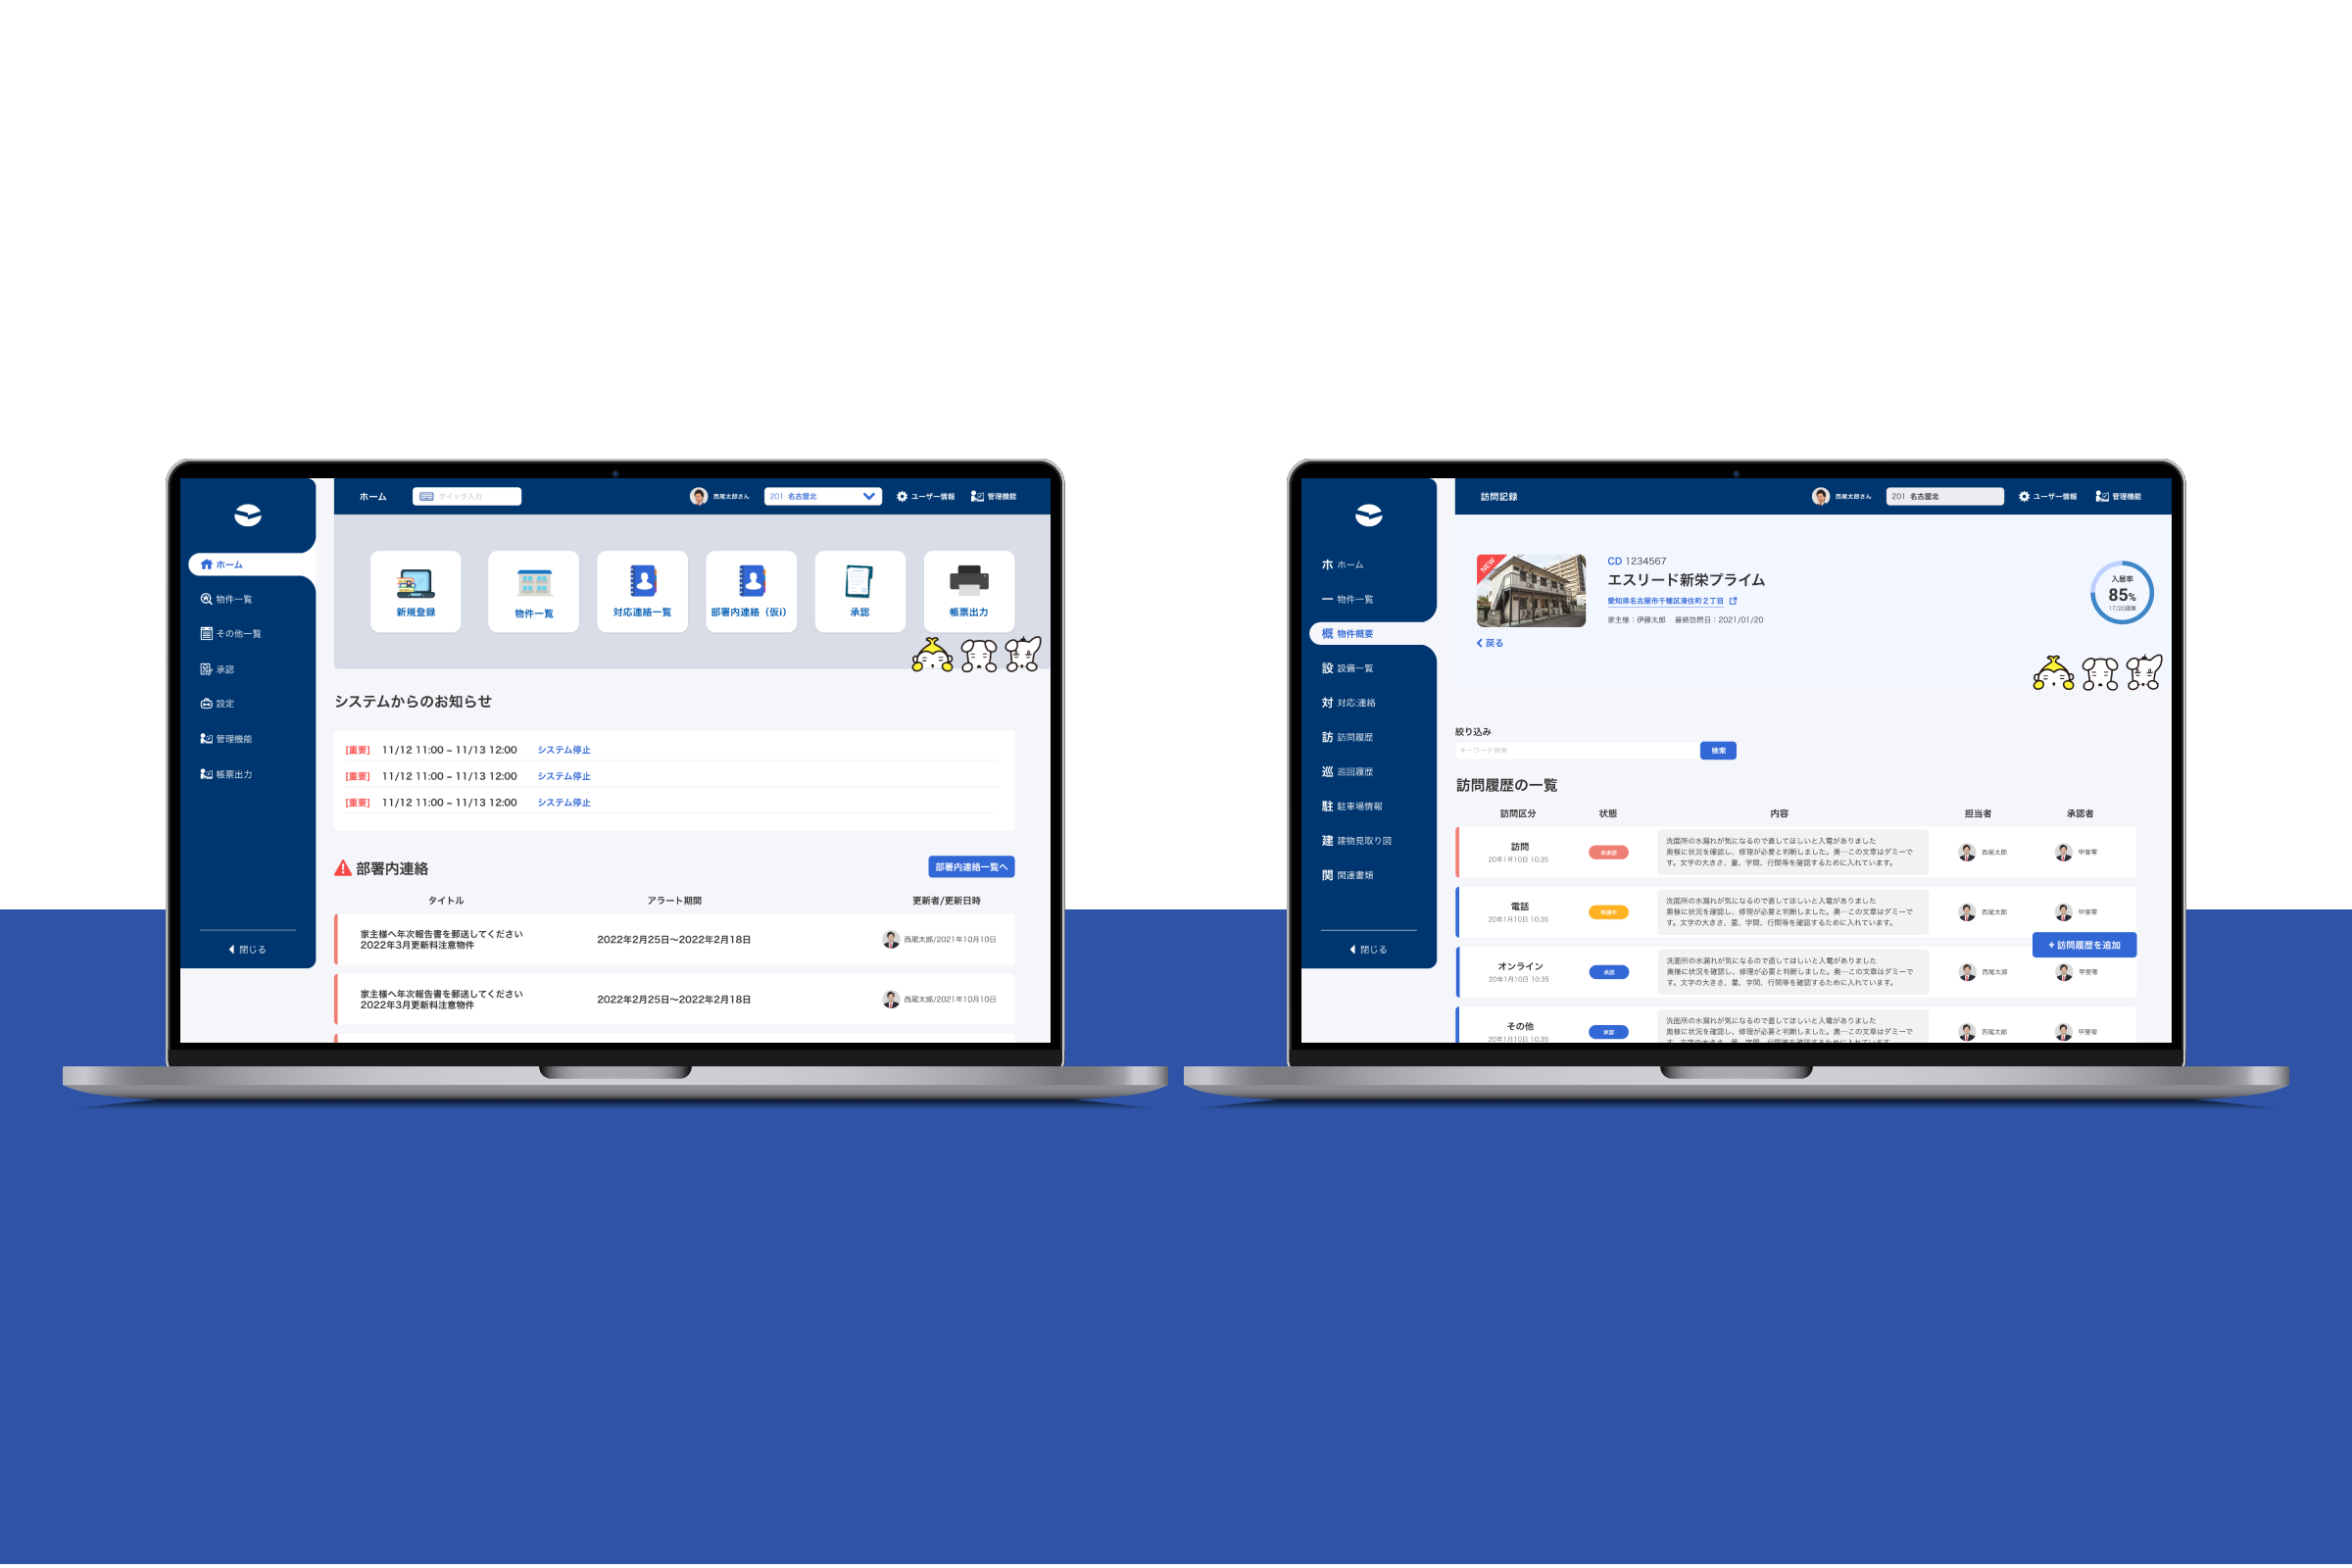 ホーム
クイック入力
西尾太郎さん
201 名古屋北
ユーザー情報
管理機能
ホーム
物件一覧
その他一覧
承認
設定
管理機能
帳票出力
閉じる
新規登録
物件一覧
対応連絡一覧
部署内連絡（仮i）
承認
帳票出力
システムからのお知らせ
[重要] 11/12 11:00 ~ 11/13 12:00 システム停止
[重要] 11/12 11:00 ~ 11/13 12:00 システム停止
[重要] 11/12 11:00 ~ 11/13 12:00 システム停止
部署内連絡
部署内連絡一覧へ
タイトル アラート期間 更新者/更新日時
家主様へ年次報告書を郵送してください
2022年3月更新料注意物件
2022年2月25日〜2022年2月18日
西尾太郎/2021年10月10日
家主様へ年次報告書を郵送してください
2022年3月更新料注意物件
2022年2月25日〜2022年2月18日
西尾太郎/2021年10月10日
訪問記録
西尾太郎さん
201 名古屋北
ユーザー情報
管理機能
ホ ホーム
一 物件一覧
概 物件概要
設 設備一覧
対 対応:連絡
訪 訪問履歴
巡 巡回履歴
駐 駐車場情報
建 建物見取り図
関 関連書類
閉じる
NEW
CD 1234567
エスリード新栄プライム
愛知県名古屋市千種区清住町２丁目
家主様：伊藤太郎 最終訪問日：2021/01/20
戻る
入居率
85%
17/20部屋
絞り込み
キーワード検索
検索
訪問履歴の一覧
訪問区分 状態 内容 担当者 承認者
訪問
20年1月10日 10:35
未承認
洗面所の水漏れが気になるので直してほしいと入電がありました
奥様に状況を確認し、修理が必要と判断しました。奥…この文章はダミーで
す。文字の大きさ、量、字間、行間等を確認するために入れています。
西尾太郎
甲斐零
電話
20年1月10日 10:35
申請中
洗面所の水漏れが気になるので直してほしいと入電がありました
奥様に状況を確認し、修理が必要と判断しました。奥…この文章はダミーで
す。文字の大きさ、量、字間、行間等を確認するために入れています。
西尾太郎
甲斐零
+ 訪問履歴を追加
オンライン
20年1月10日 10:35
承認
洗面所の水漏れが気になるので直してほしいと入電がありました
奥様に状況を確認し、修理が必要と判断しました。奥…この文章はダミーで
す。文字の大きさ、量、字間、行間等を確認するために入れています。
西尾太郎
甲斐零
その他
20年1月10日 10:35
承認
洗面所の水漏れが気になるので直してほしいと入電がありました
奥様に状況を確認し、修理が必要と判断しました。奥…この文章はダミーで
す。文字の大きさ、量、字間、行間等を確認するために入れています。
西尾太郎
甲斐零